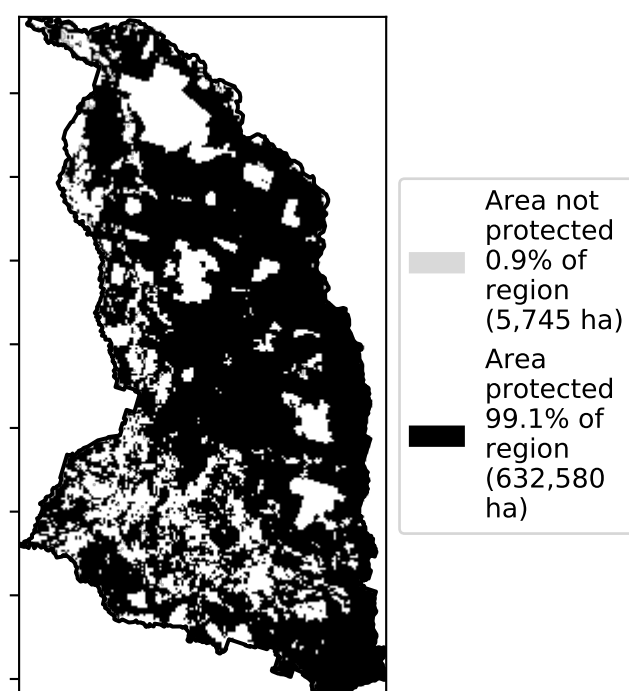 Area not
protected
0.9% of
region
(5,745 ha)
Area
protected
99.1% of
region
(632,580
ha)